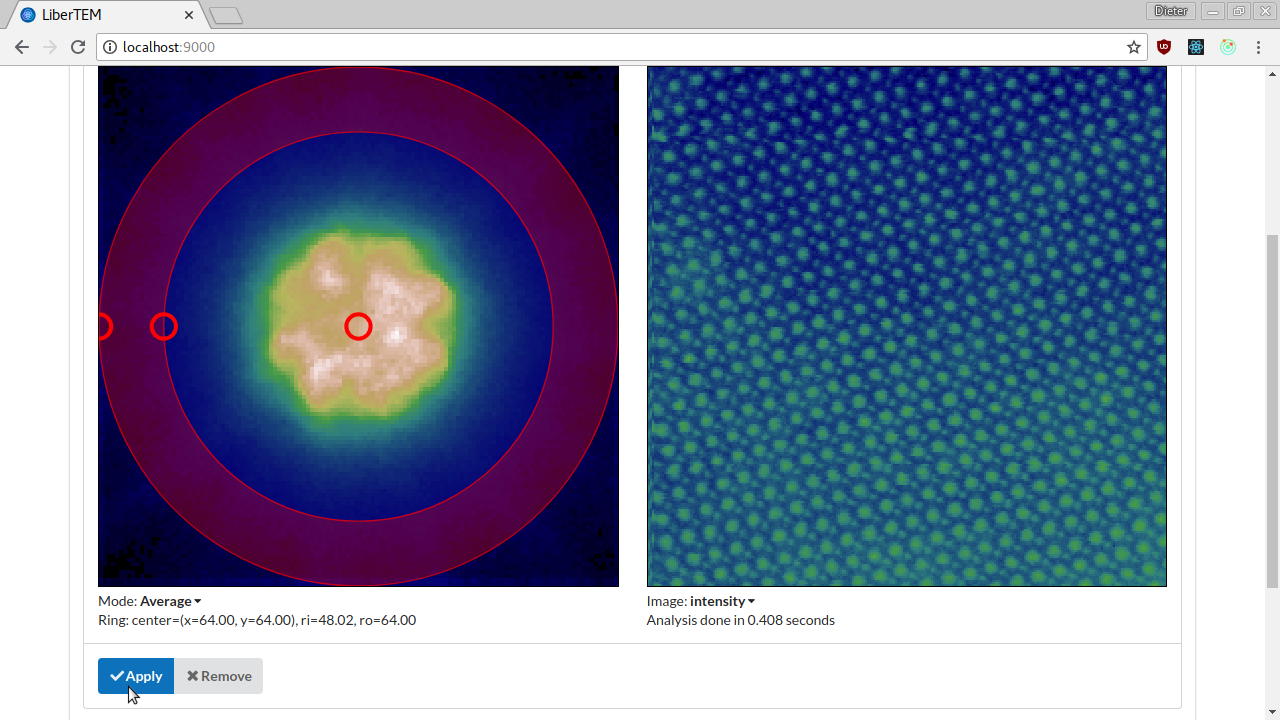 LiberTEM
Dieter
localhost:9000
Mode: Average
Ring: center=(x=64.00, y=64.00), ri=48.02, ro=64.00
Image: intensity
Analysis done in 0.408 seconds
Apply
Remove